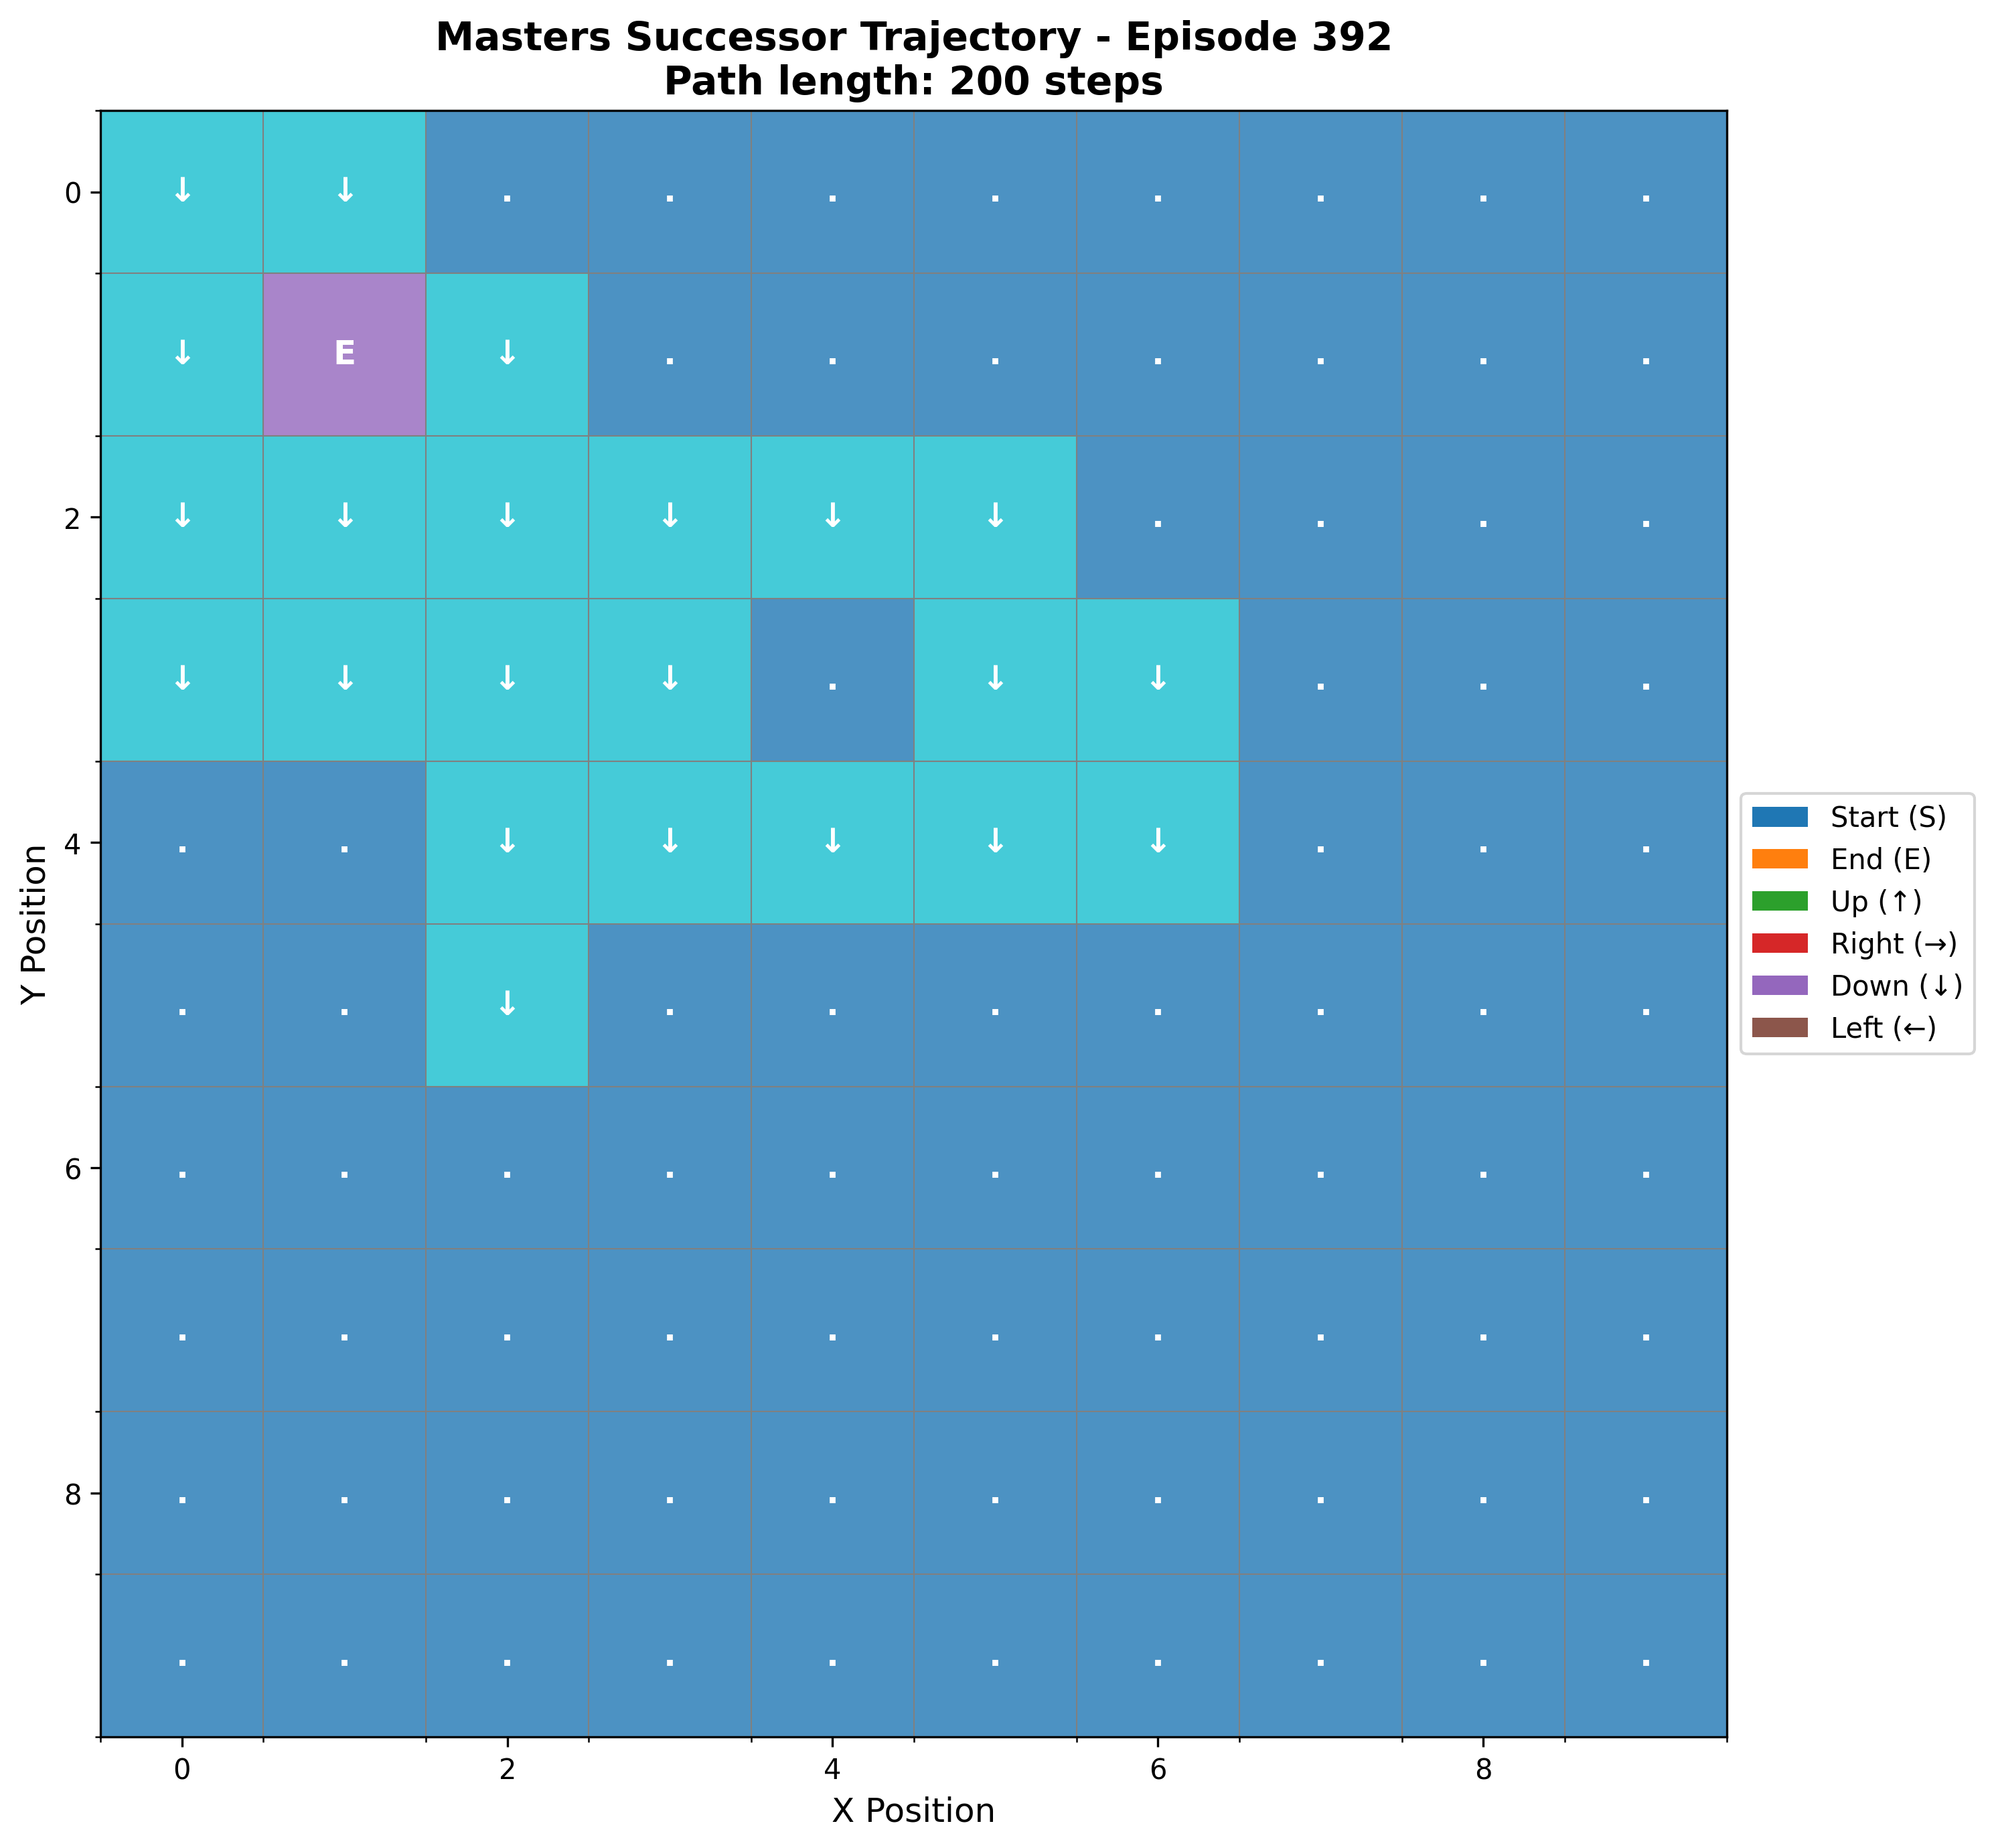 Masters Successor Trajectory - Episode 392
Path length: 200 steps
0 ↓ ↓ . . . . . . . .
↓ E ↓ . . . . . . .
2 ↓ ↓ ↓ ↓ ↓ ↓ . . . .
↓ ↓ ↓ ↓ . ↓ ↓ . . .
4 . . ↓ ↓ ↓ ↓ ↓ . . .
. . ↓ . . . . . . .
6 . . . . . . . . . .
. . . . . . . . . .
8 . . . . . . . . . .
. . . . . . . . . .
0 2 4 6 8
X Position
Y Position
Start (S)
End (E)
Up (↑)
Right (→)
Down (↓)
Left (←)